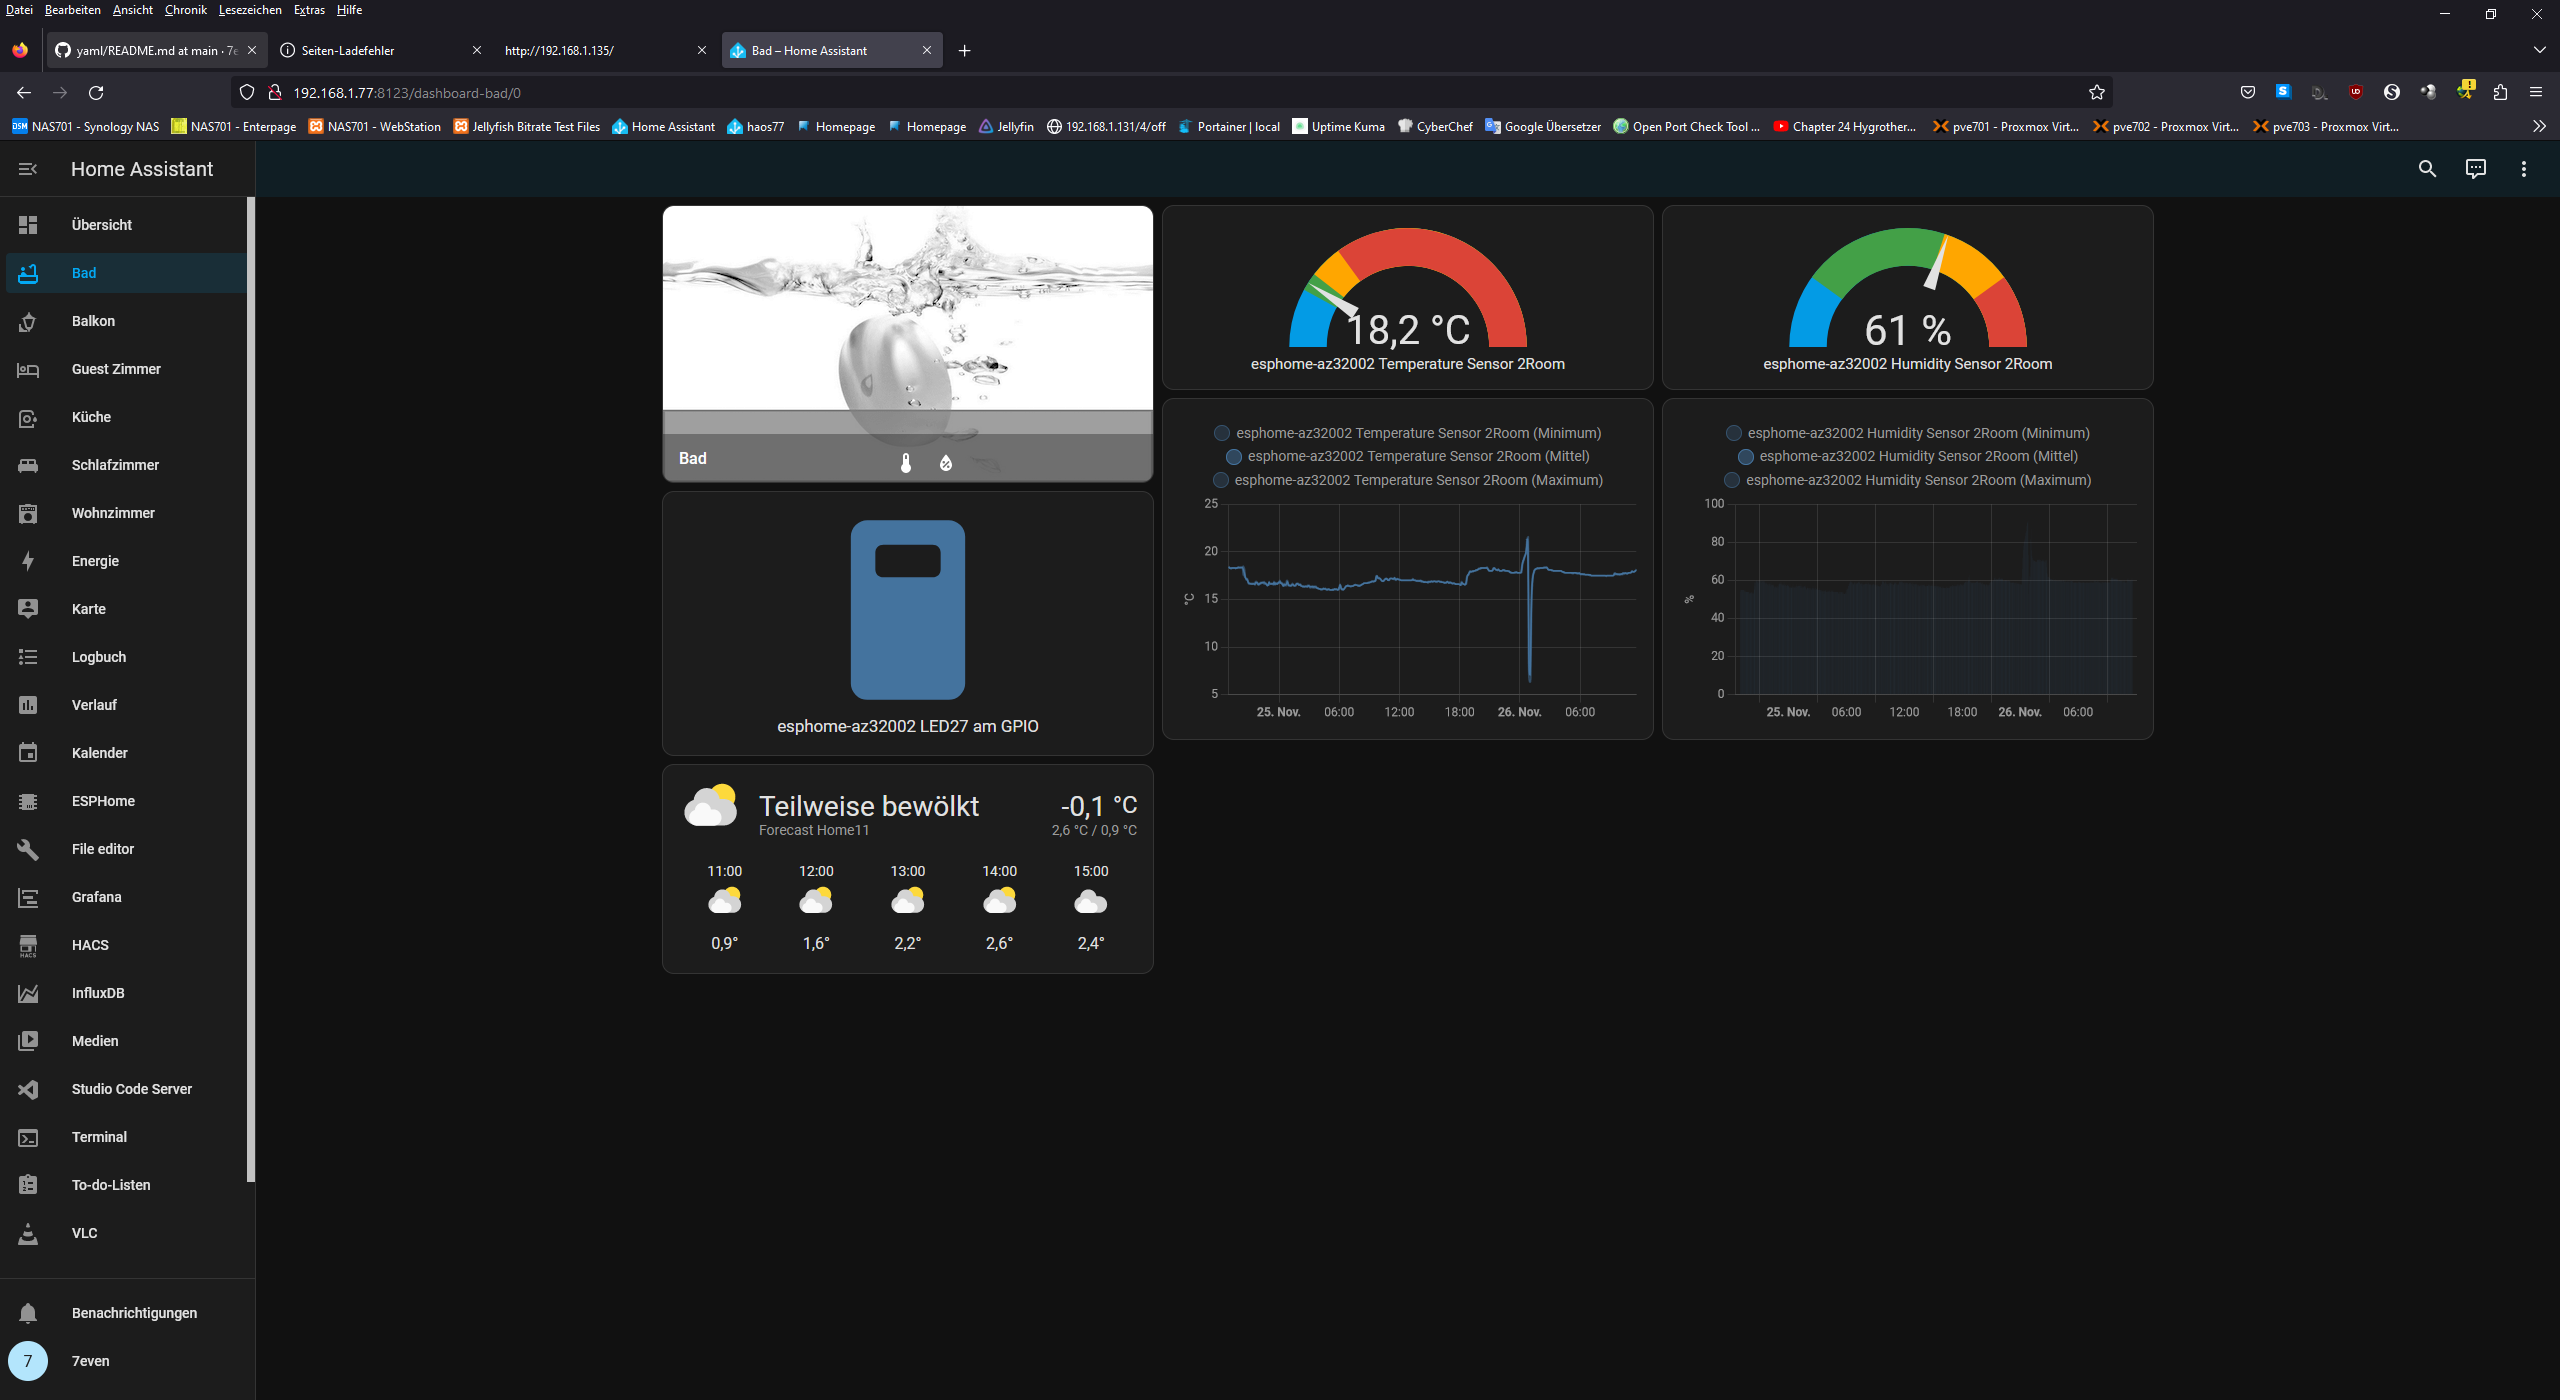 Datei Bearbeiten Ansicht Chronik Lesezeichen Extras Hilfe
yaml/README.md at main · 7e
Seiten-Ladefehler
http://192.168.1.135/
Bad – Home Assistant
192.168.1.77:8123/dashboard-bad/0
NAS701 - Synology NAS
NAS701 - Enterpage
NAS701 - WebStation
Jellyfish Bitrate Test Files
Home Assistant
haos77
Homepage
Homepage
Jellyfin
192.168.1.131/4/off
Portainer | local
Uptime Kuma
CyberChef
Google Übersetzer
Open Port Check Tool ...
Chapter 24 Hygrother...
pve701 - Proxmox Virt...
pve702 - Proxmox Virt...
pve703 - Proxmox Virt...
Home Assistant
Übersicht
Bad
Balkon
Guest Zimmer
Küche
Schlafzimmer
Wohnzimmer
Energie
Karte
Logbuch
Verlauf
Kalender
ESPHome
File editor
Grafana
HACS
InfluxDB
Medien
Studio Code Server
Terminal
To-do-Listen
VLC
Benachrichtigungen
7
7even
Bad
esphome-az32002 LED27 am GPIO
Teilweise bewölkt
Forecast Home11
-0,1 °C
2,6 °C / 0,9 °C
11:00 12:00 13:00 14:00 15:00
0,9° 1,6° 2,2° 2,6° 2,4°
18,2 °C
esphome-az32002 Temperature Sensor 2Room
esphome-az32002 Temperature Sensor 2Room (Minimum)
esphome-az32002 Temperature Sensor 2Room (Mittel)
esphome-az32002 Temperature Sensor 2Room (Maximum)
25
20
15
10
5
°C
25. Nov. 06:00 12:00 18:00 26. Nov. 06:00
61 %
esphome-az32002 Humidity Sensor 2Room
esphome-az32002 Humidity Sensor 2Room (Minimum)
esphome-az32002 Humidity Sensor 2Room (Mittel)
esphome-az32002 Humidity Sensor 2Room (Maximum)
100
80
60
40
20
0
%
25. Nov. 06:00 12:00 18:00 26. Nov. 06:00